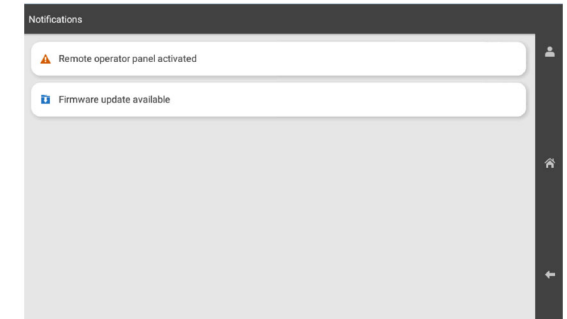 Notifications
Remote operator panel activated
Firmware update available